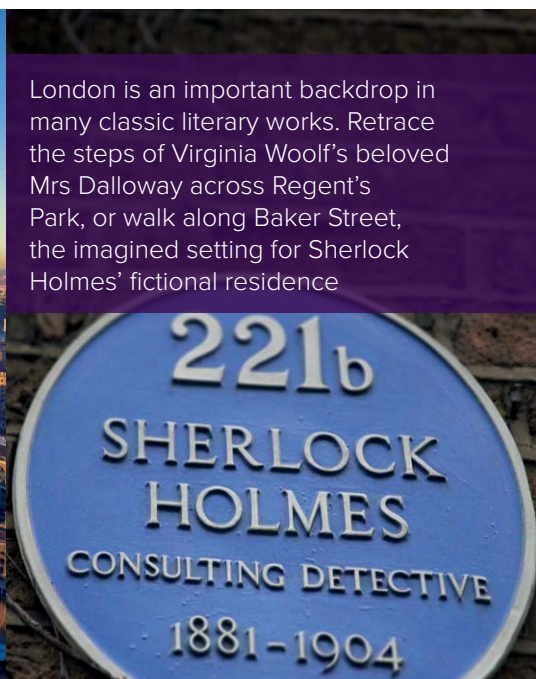 London is an important backdrop in
many classic literary works. Retrace
the steps of Virginia Woolf's beloved
Mrs Dalloway across Regent's
Park, or walk along Baker Street,
the imagined setting for Sherlock
Holmes' fictional residence
221b
SHERLOCK
HOLMES
CONSULTING DETECTIVE
1881-1904